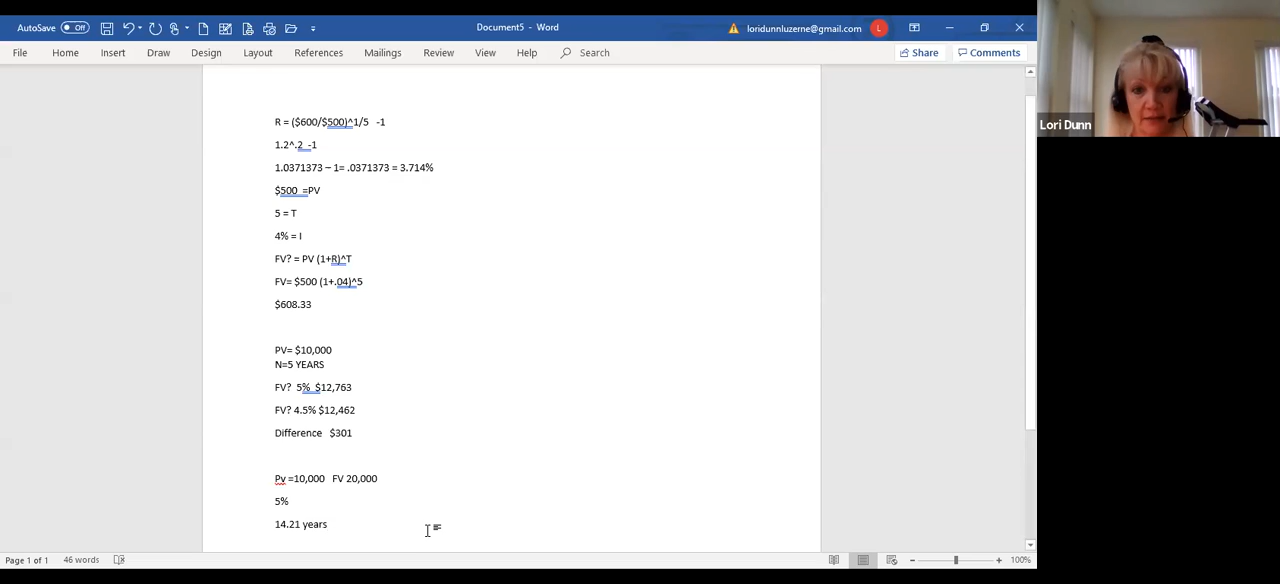 AutoSave Off Document5 - Word loridunnluzerne@gmail.com L
File Home Insert Draw Design Layout References Mailings Review View Help Search Share Comments
Lori Dunn
R = ($600/$500)^1/5 -1
1.2^.2 -1
1.0371373 – 1= .0371373 = 3.714%
$500 =PV
5 = T
4% = I
FV? = PV (1+R)^T
FV= $500 (1+.04)^5
$608.33
PV= $10,000
N=5 YEARS
FV? 5% $12,763
FV? 4.5% $12,462
Difference $301
Pv =10,000 FV 20,000
5%
14.21 years
Page 1 of 1 46 words 100%